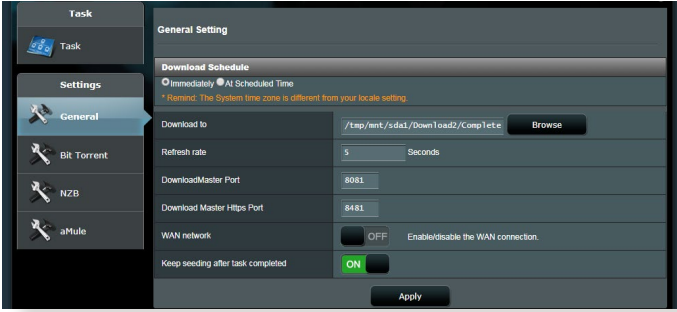 Task
Task
Settings
General
Bit Torrent
NZB
aMule
General Setting
Download Schedule
Immediately At Scheduled Time
* Remind: The System time zone is different from your locale setting.
Download to /tmp/mnt/sda1/Download2/Complete Browse
Refresh rate 5 Seconds
DownloadMaster Port 8081
Download Master Https Port 8481
WAN network OFF Enable/disable the WAN connection.
Keep seeding after task completed ON
Apply